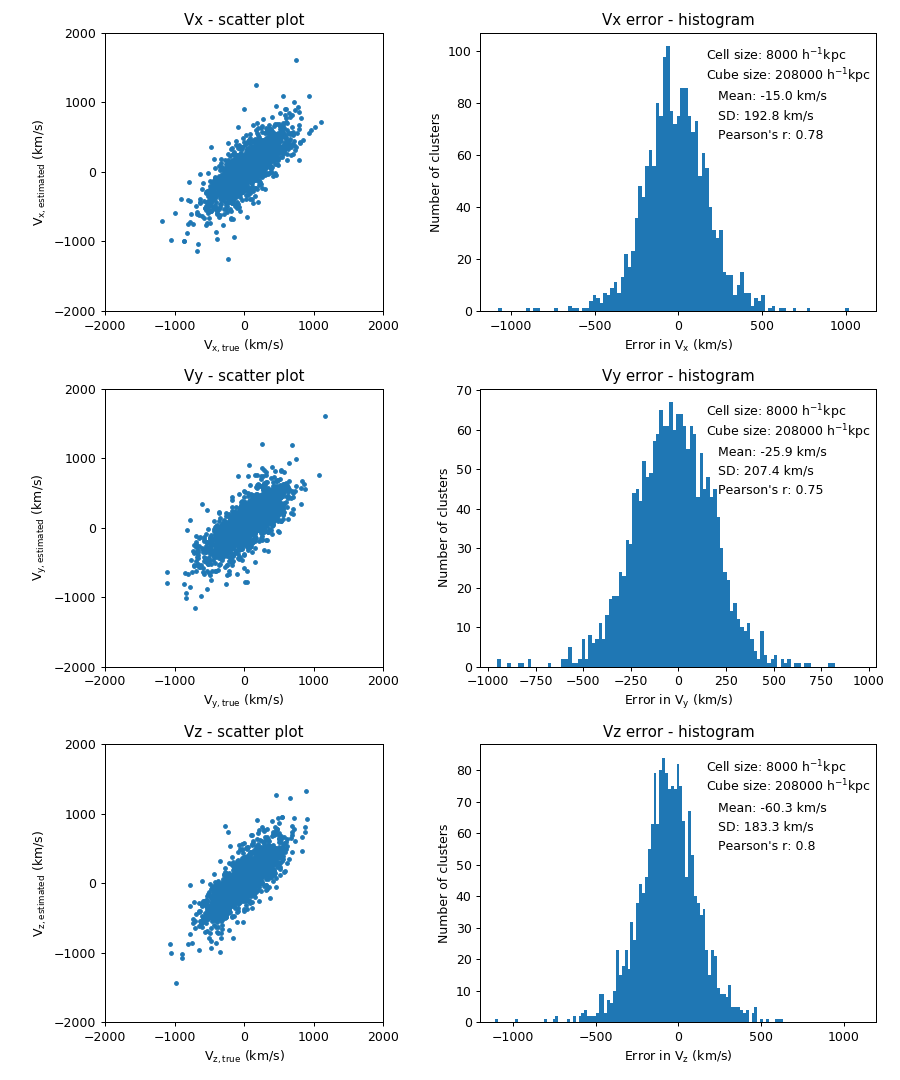 Vx - scatter plot
2000
1000
0
−1000
−2000
−2000 −1000 0 1000 2000
V_{x, estimated} (km/s)
V_{x, true} (km/s)
Vx error - histogram
Cell size: 8000 h⁻¹kpc
Cube size: 208000 h⁻¹kpc
Mean: -15.0 km/s
SD: 192.8 km/s
Pearson's r: 0.78
100
80
60
40
20
0
−1000 −500 0 500 1000
Number of clusters
Error in V_x (km/s)
Vy - scatter plot
2000
1000
0
−1000
−2000
−2000 −1000 0 1000 2000
V_{y, estimated} (km/s)
V_{y, true} (km/s)
Vy error - histogram
Cell size: 8000 h⁻¹kpc
Cube size: 208000 h⁻¹kpc
Mean: -25.9 km/s
SD: 207.4 km/s
Pearson's r: 0.75
70
60
50
40
30
20
10
0
−1000 −750 −500 −250 0 250 500 750 1000
Number of clusters
Error in V_y (km/s)
Vz - scatter plot
2000
1000
0
−1000
−2000
−2000 −1000 0 1000 2000
V_{z, estimated} (km/s)
V_{z, true} (km/s)
Vz error - histogram
Cell size: 8000 h⁻¹kpc
Cube size: 208000 h⁻¹kpc
Mean: -60.3 km/s
SD: 183.3 km/s
Pearson's r: 0.8
80
70
60
50
40
30
20
10
0
−1000 −500 0 500 1000
Number of clusters
Error in V_z (km/s)